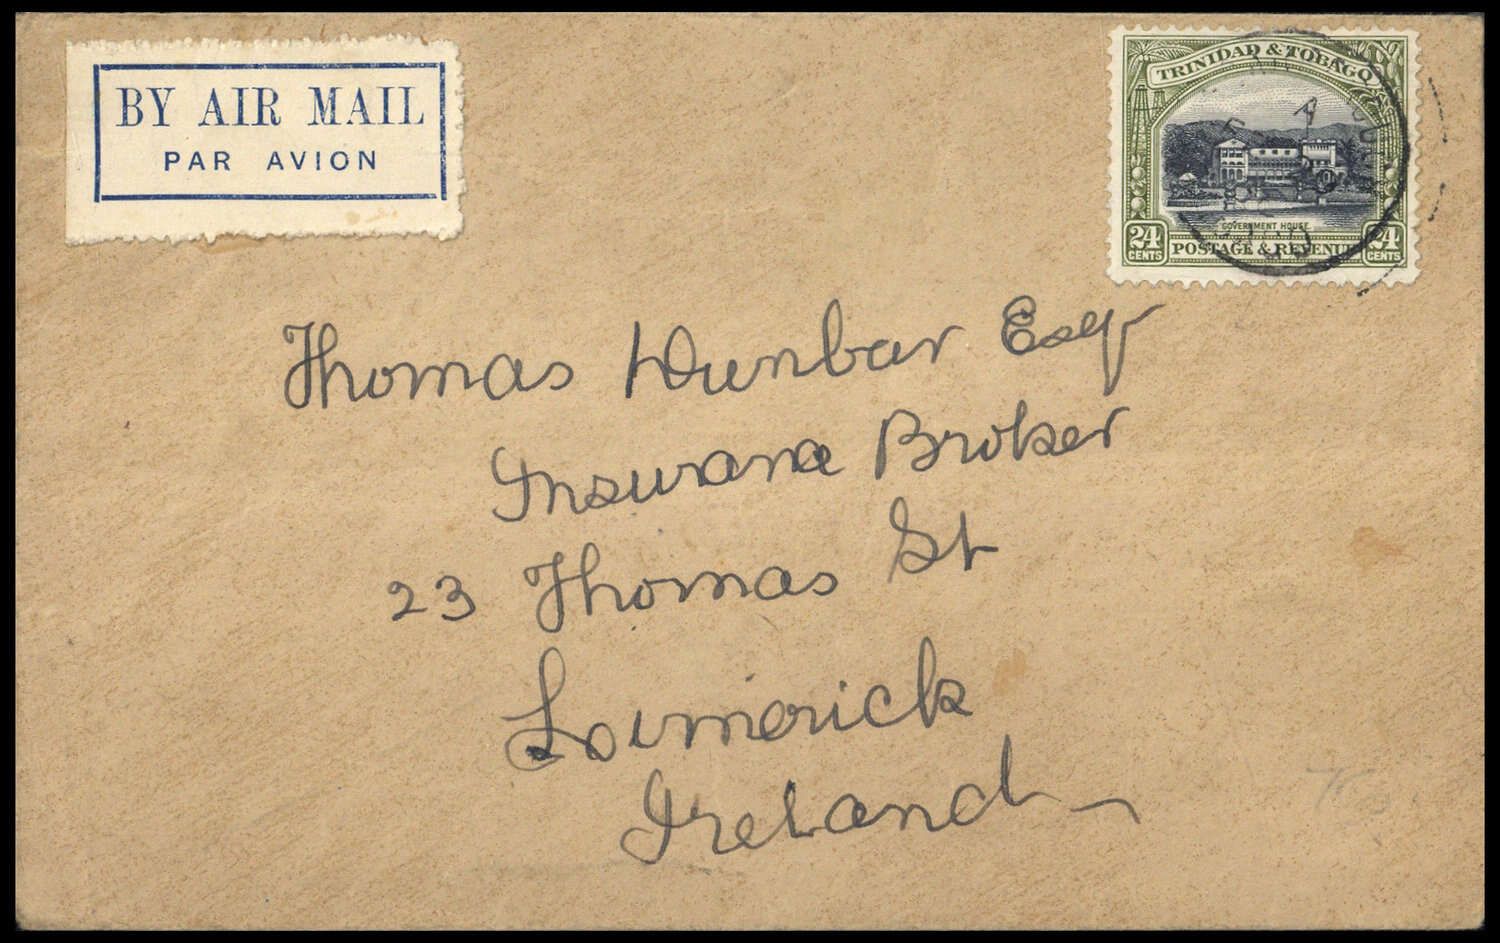 BY AIR MAIL
PAR AVION
TRINIDAD & TOBAGO
GOVERNMENT HOUSE
24 CENTS
POSTAGE & REVENUE
24 CENTS
Thomas Dunbar Esq
Insurance Broker
23 Thomas St
Limerick
Ireland